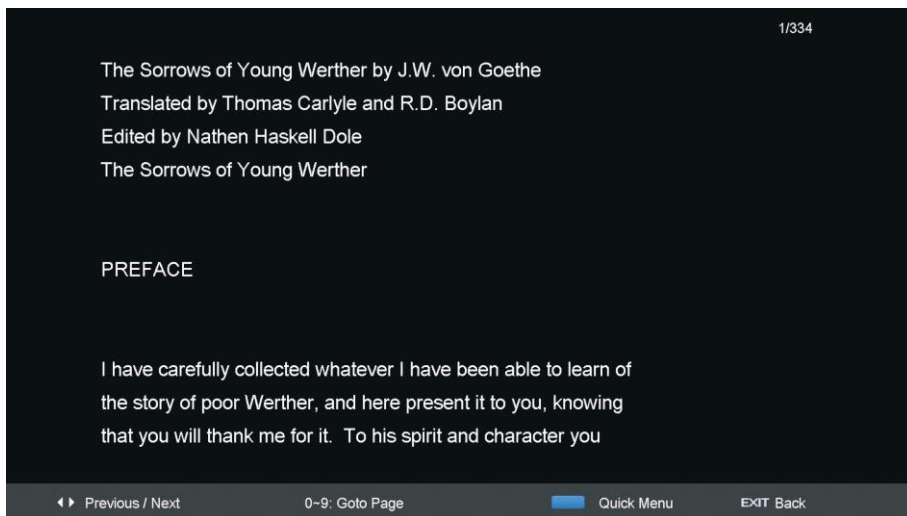 1/334
The Sorrows of Young Werther by J.W. von Goethe
Translated by Thomas Carlyle and R.D. Boylan
Edited by Nathen Haskell Dole
The Sorrows of Young Werther
PREFACE
I have carefully collected whatever I have been able to learn of
the story of poor Werther, and here present it to you, knowing
that you will thank me for it.  To his spirit and character you
Previous / Next 0~9: Goto Page Quick Menu EXIT Back